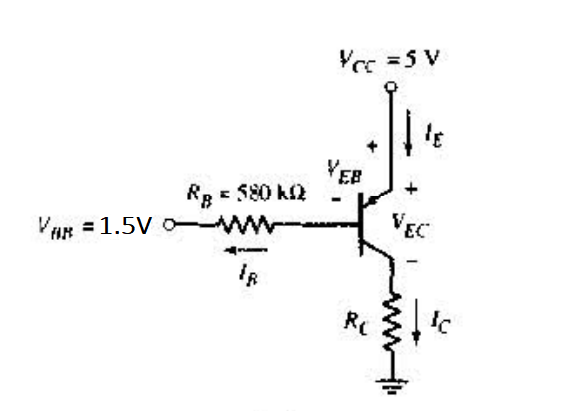 V_CC = 5 V
I_E
+
V_EB
-
+
R_B = 580 kΩ
V_BB = 1.5V
V_EC
-
I_B
R_C
I_C